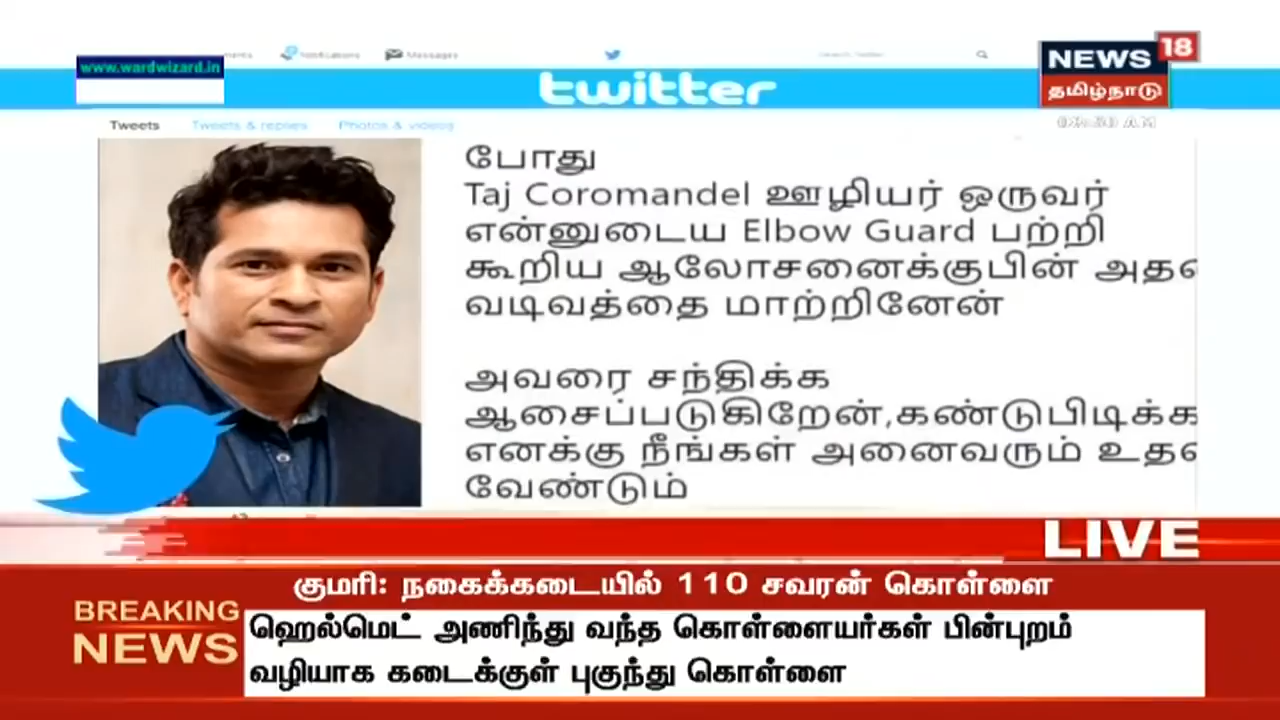 Notifications
Messages
www.wardwizard.in
twitter
NEWS 18
தமிழ்நாடு
Tweets Tweets & replies Photos & videos
போது
Taj Coromandel ஊழியர் ஒருவர்
என்னுடைய Elbow Guard பற்றி
கூறிய ஆலோசனைக்குபின்
வடிவத்தை மாற்றினேன்
அவரை சந்திக்க
ஆசைப்படுகிறேன்,கண்டுபிடிக்க
எனக்கு நீங்கள் அனைவரும்
வேண்டும்
LIVE
குமரி: நகைக்கடையில் 110 சவரன் கொள்ளை
BREAKING
NEWS
ஹெல்மெட் அணிந்து வந்த கொள்ளையர்கள் பின்புறம்
வழியாக கடைக்குள் புகுந்து கொள்ளை